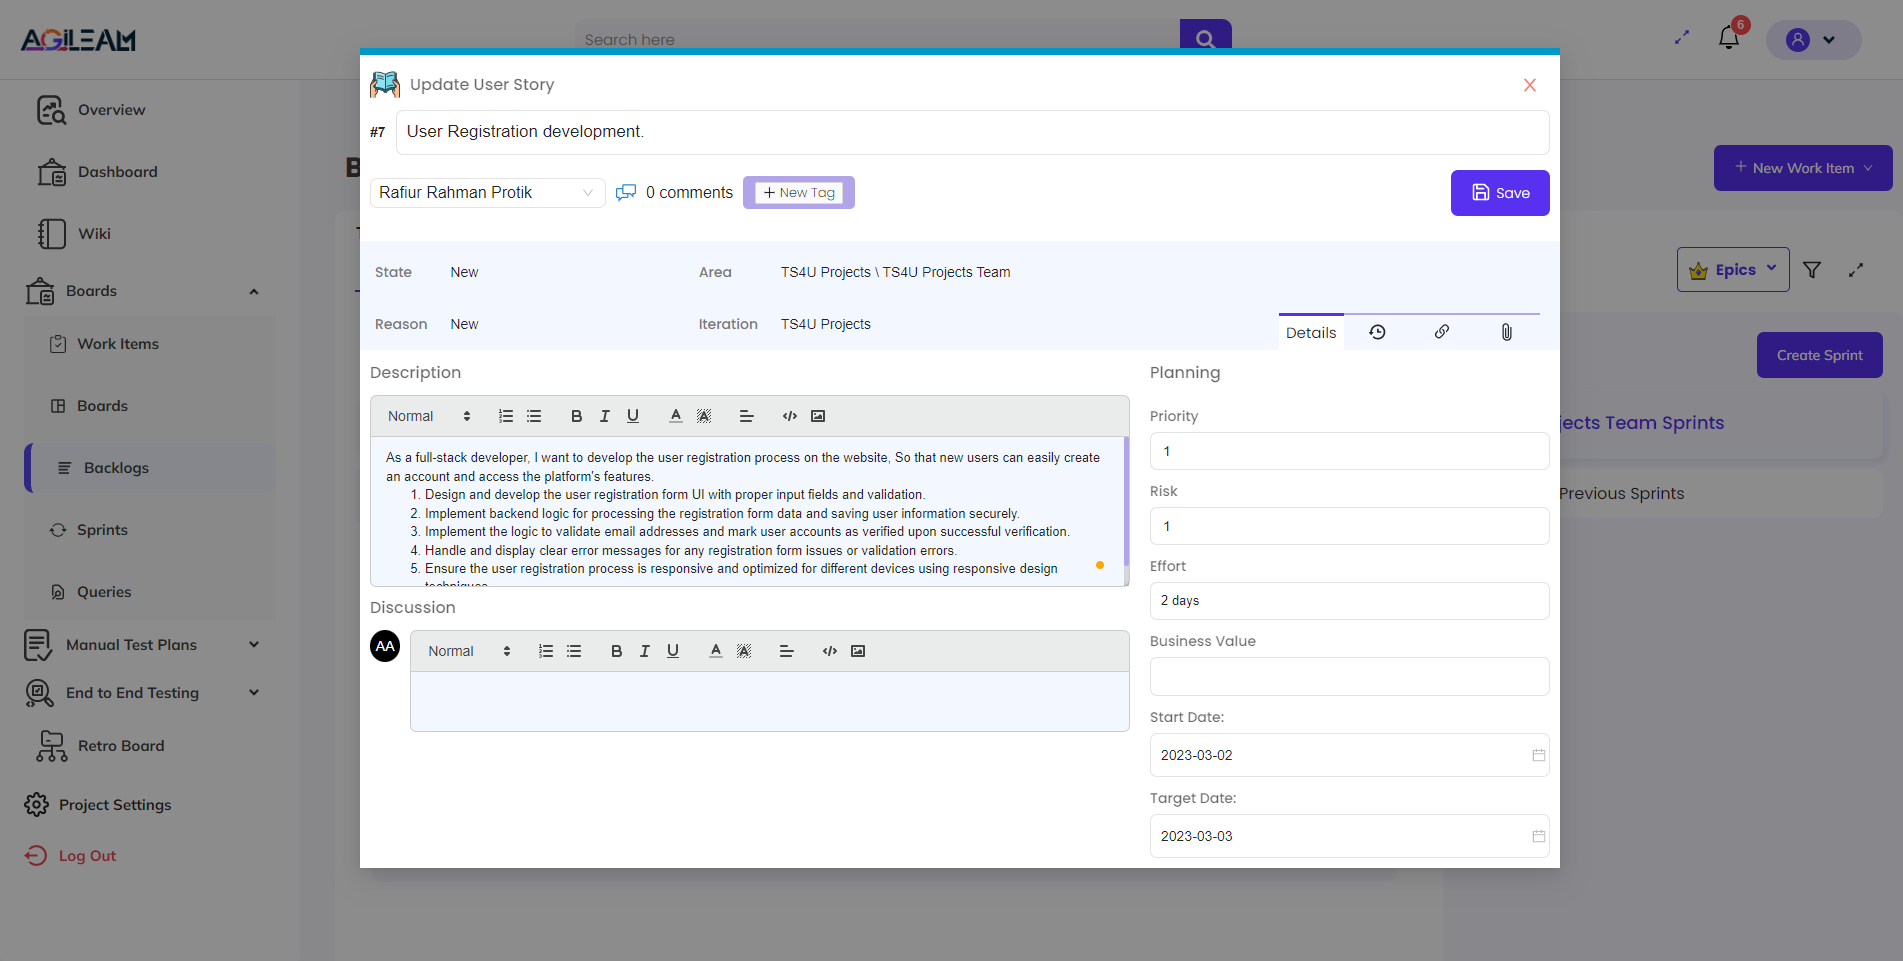 AGiLEAM
Search here
6
Overview
Dashboard
Wiki
Boards
Work Items
Boards
Backlogs
Sprints
Queries
Manual Test Plans
End to End Testing
Retro Board
Project Settings
Log Out
Update User Story
#7 User Registration development.
Rafiur Rahman Protik 0 comments + New Tag
Save
State New Area TS4U Projects \ TS4U Projects Team
Reason New Iteration TS4U Projects
Details
Description
Normal B I U A A </>
As a full-stack developer, I want to develop the user registration process on the website, So that new users can easily create
an account and access the platform's features.
1. Design and develop the user registration form UI with proper input fields and validation.
2. Implement backend logic for processing the registration form data and saving user information securely.
3. Implement the logic to validate email addresses and mark user accounts as verified upon successful verification.
4. Handle and display clear error messages for any registration form issues or validation errors.
5. Ensure the user registration process is responsive and optimized for different devices using responsive design
Discussion
AA
Normal B I U A A </>
Planning
Priority
1
Risk
1
Effort
2 days
Business Value
Start Date:
2023-03-02
Target Date:
2023-03-03
+ New Work Item
Epics
Create Sprint
jects Team Sprints
Previous Sprints